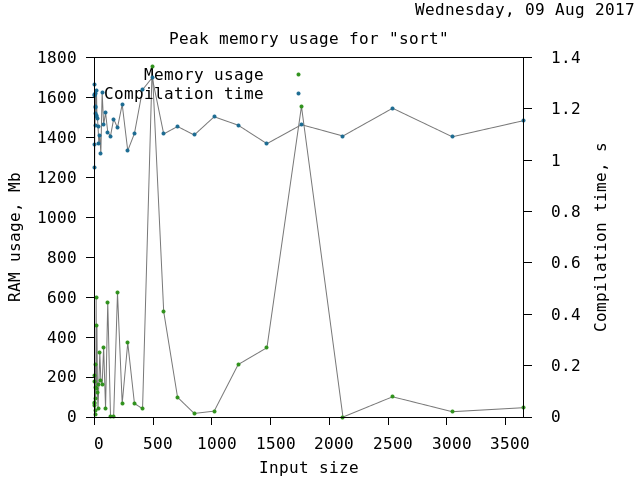 Wednesday, 09 Aug 2017
Peak memory usage for "sort"
Memory usage
Compilation time
RAM usage, Mb
1800
1600
1400
1200
1000
800
600
400
200
0
1.4
1.2
1
0.8
0.6
0.4
0.2
0
Compilation time, s
0 500 1000 1500 2000 2500 3000 3500
Input size